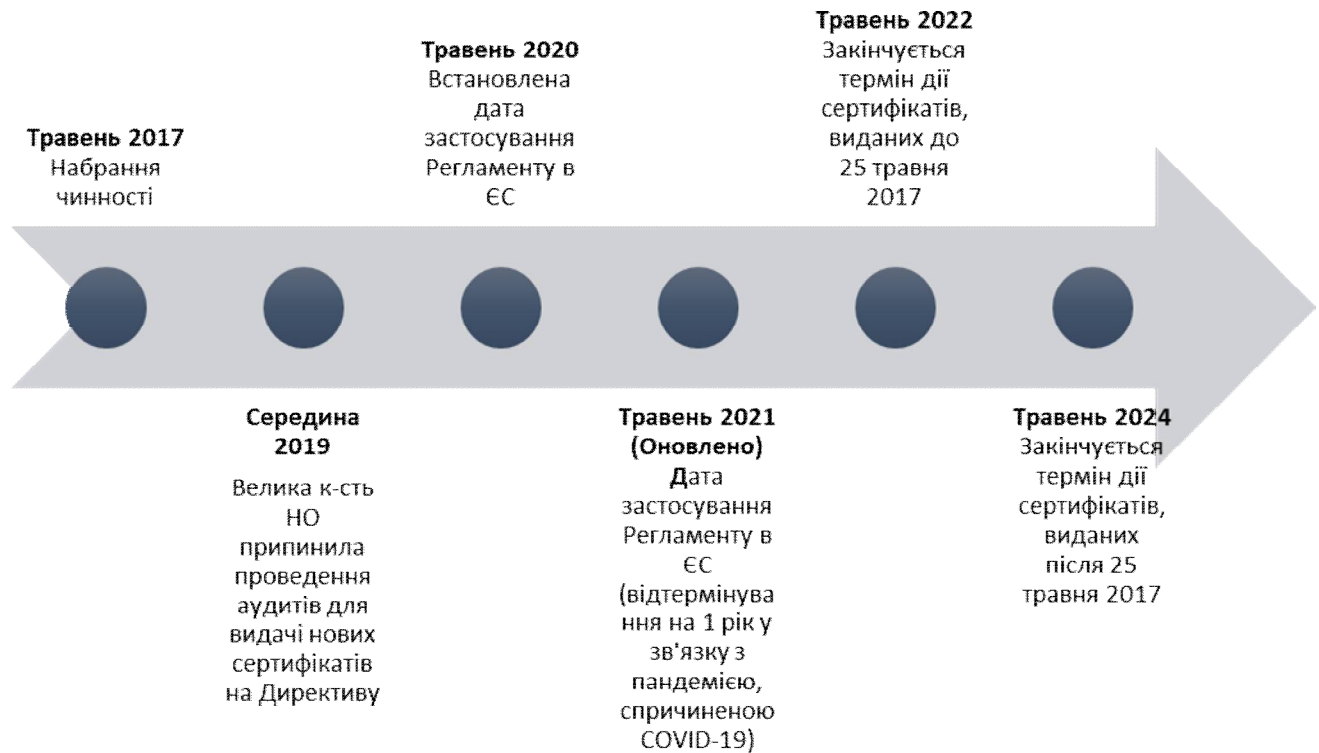 Травень 2017
Набрання
чинності
Середина
2019
Велика к-сть
НО
припинила
проведення
аудитів для
видачі нових
сертифікатів
на Директиву
Травень 2020
Встановлена
дата
застосування
Регламенту в
ЄС
Травень 2021
(Оновлено)
Дата
застосування
Регламенту в
ЄС
(відтермінува
ння на 1 рік у
зв'язку з
пандемією,
спричиненою
COVID-19)
Травень 2022
Закінчується
термін дії
сертифікатів,
виданих до
25 травня
2017
Травень 2024
Закінчується
термін дії
сертифікатів,
виданих
після 25
травня 2017